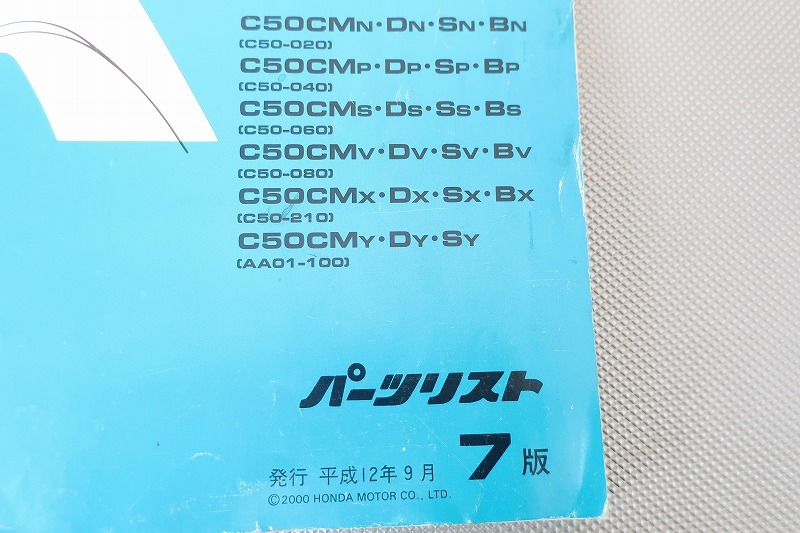 C50CMN・DN・SN・BN
(C50-020)
C50CMP・DP・SP・BP
(C50-040)
C50CMS・DS・SS・BS
(C50-060)
C50CMV・DV・SV・BV
(C50-080)
C50CMX・DX・SX・BX
(C50-210)
C50CMY・DY・SY
(AA01-100)
パーツリスト
発行 平成12年9月 7版
©2000 HONDA MOTOR CO., LTD.